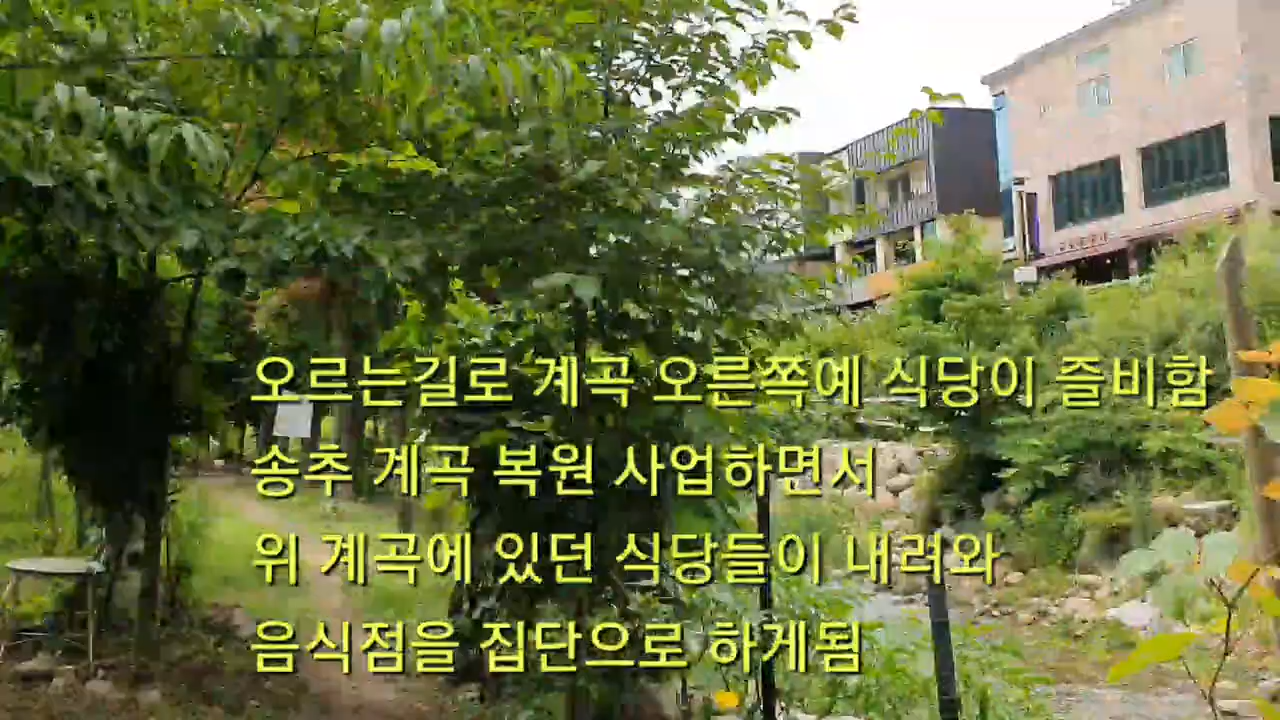 오르는길로 계곡 오른쪽예 식당이 즐비함
송추 계곡 복원 사업하면서
위 계곡에 있던 식당들이 내려와
음식점을 집단으로 하게됨